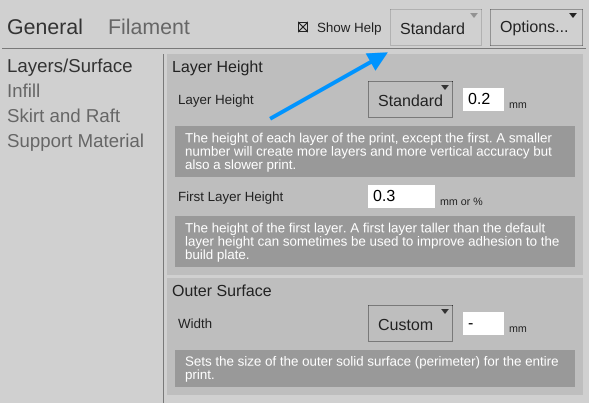 General Filament Show Help Standard Options...
Layers/Surface
Infill
Skirt and Raft
Support Material
Layer Height
Layer Height Standard 0.2 mm
The height of each layer of the print, except the first. A smaller
number will create more layers and more vertical accuracy but
also a slower print.
First Layer Height 0.3 mm or %
The height of the first layer. A first layer taller than the default
layer height can sometimes be used to improve adhesion to the
build plate.
Outer Surface
Width Custom - mm
Sets the size of the outer solid surface (perimeter) for the entire
print.